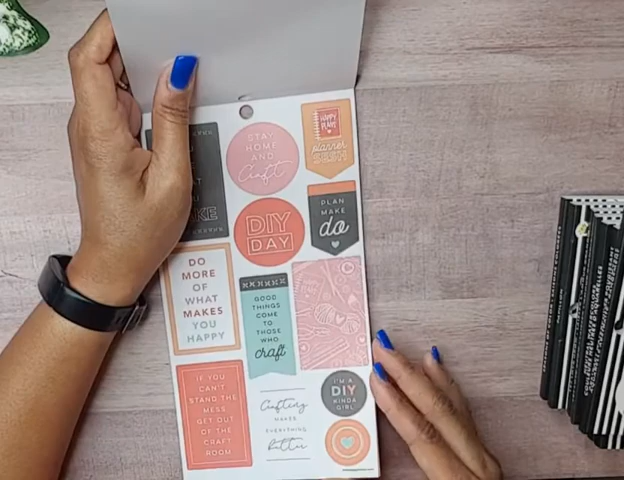 STAY
HOME
AND
Craft
HAPPY
PLANS
planner
SESH
DIY
DAY
PLAN
MAKE
do
DO
MORE
OF
WHAT
MAKES
YOU
HAPPY
GOOD
THINGS
COME
TO
THOSE
WHO
craft
IF YOU
CAN'T
STAND THE
MESS
GET OUT
OF THE
CRAFT
ROOM
Crafting
MAKES
EVERYTHING
Better
I'M A
DIY
KINDA
GIRL